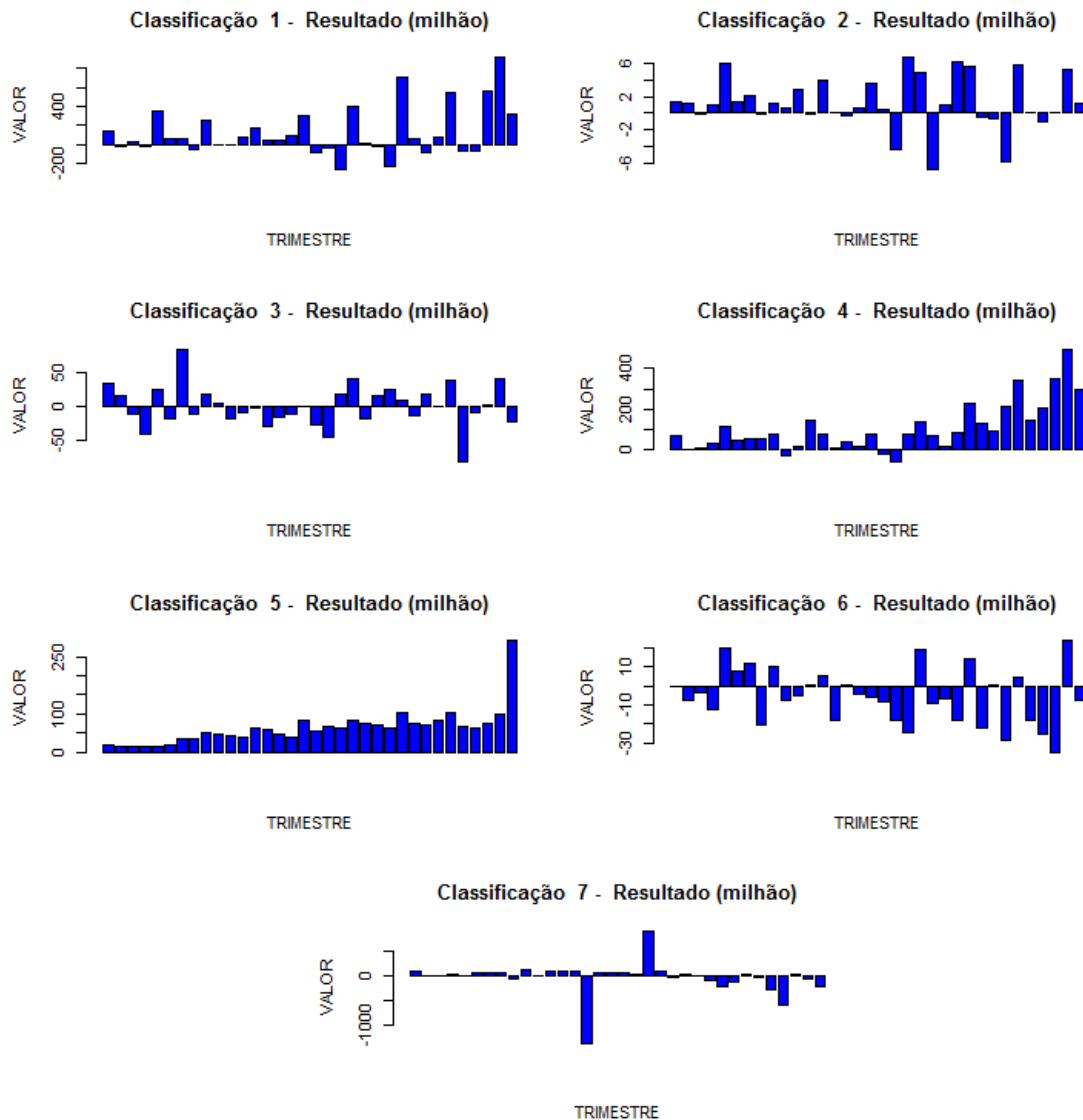 Classificação 1 - Resultado (milhão)
VALOR
400
-200
TRIMESTRE
Classificação 2 - Resultado (milhão)
VALOR
6
2
-2
-6
TRIMESTRE
Classificação 3 - Resultado (milhão)
VALOR
50
0
-50
TRIMESTRE
Classificação 4 - Resultado (milhão)
VALOR
400
200
0
TRIMESTRE
Classificação 5 - Resultado (milhão)
VALOR
250
100
0
TRIMESTRE
Classificação 6 - Resultado (milhão)
VALOR
10
-10
-30
TRIMESTRE
Classificação 7 - Resultado (milhão)
VALOR
0
-1000
TRIMESTRE